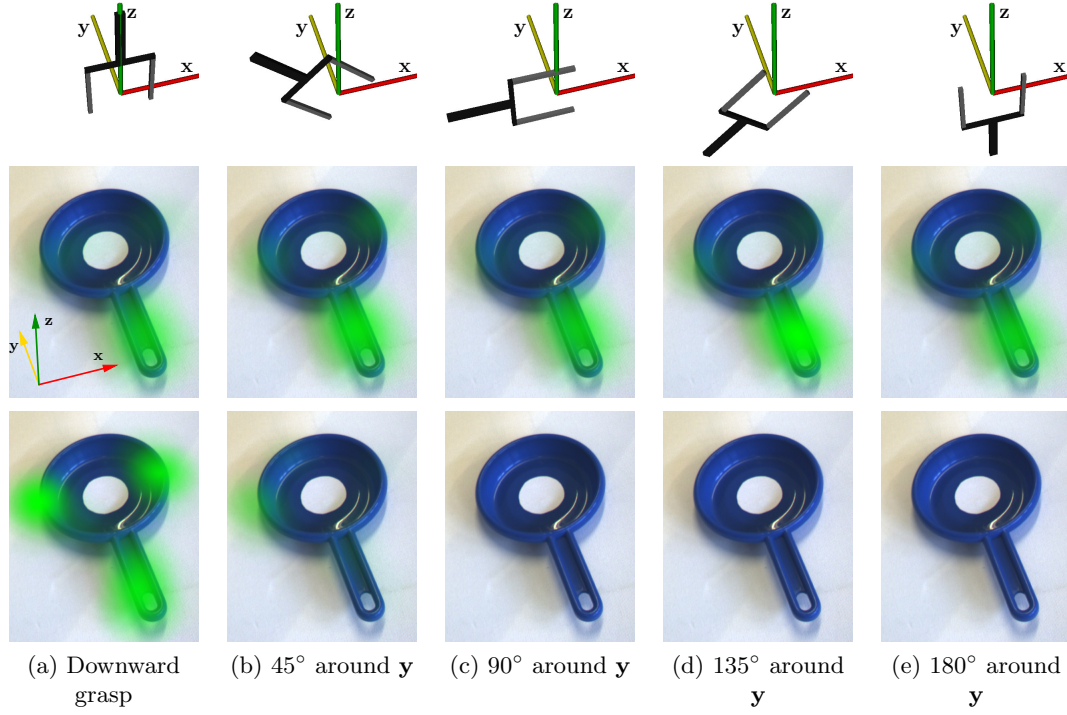 z
y
x
z
y
x
z
y
x
z
y
x
z
y
x
z
y
x
(a) Downward
grasp
(b) 45° around y
(c) 90° around y
(d) 135° around
y
(e) 180° around
y